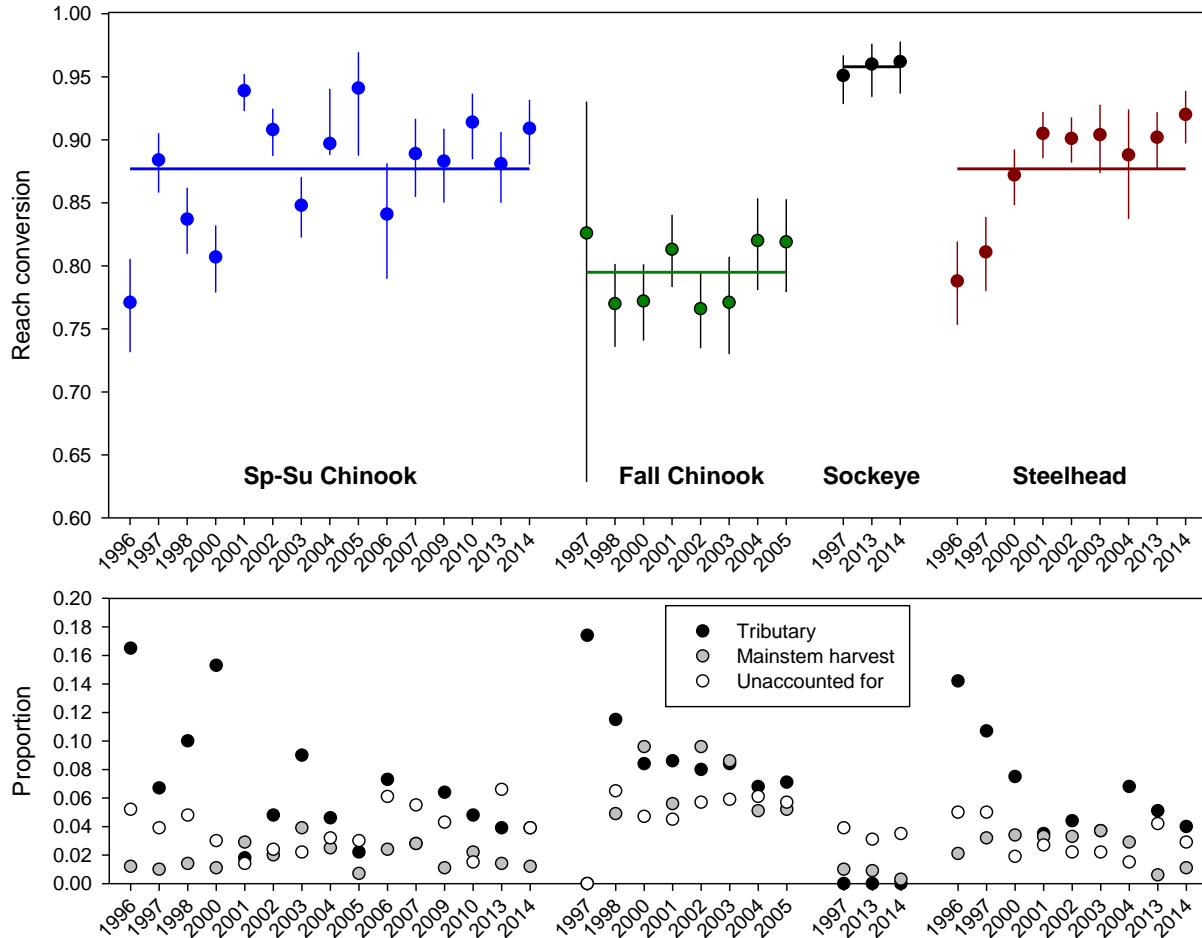 Reach conversion
1.00
0.95
0.90
0.85
0.80
0.75
0.70
0.65
0.60
Sp-Su Chinook Fall Chinook Sockeye Steelhead
1996 1997 1998 2000 2001 2002 2003 2004 2005 2006 2007 2009 2010 2013 2014 1997 1998 2000 2001 2002 2003 2004 2005 1997 2013 2014 1996 1997 2000 2001 2002 2003 2004 2013 2014
Proportion
0.20
0.18
0.16
0.14
0.12
0.10
0.08
0.06
0.04
0.02
0.00
Tributary
Mainstem harvest
Unaccounted for
1996 1997 1998 2000 2001 2002 2003 2004 2005 2006 2007 2009 2010 2013 2014 1997 1998 2000 2001 2002 2003 2004 2005 1997 2013 2014 1996 1997 2000 2001 2002 2003 2004 2013 2014